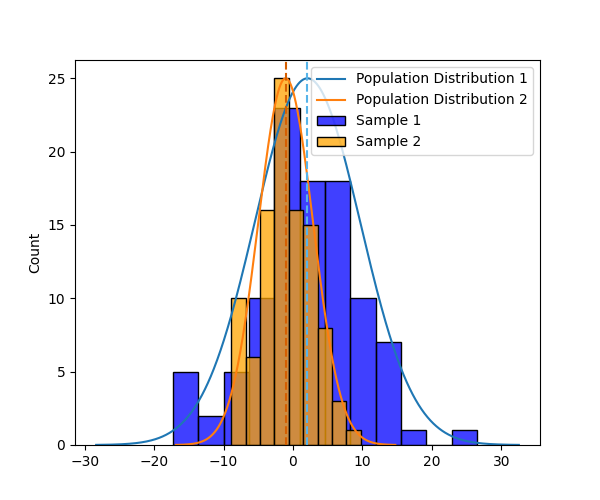 Population Distribution 1
Population Distribution 2
Sample 1
Sample 2
Count
25
20
15
10
5
0
−30 −20 −10 0 10 20 30